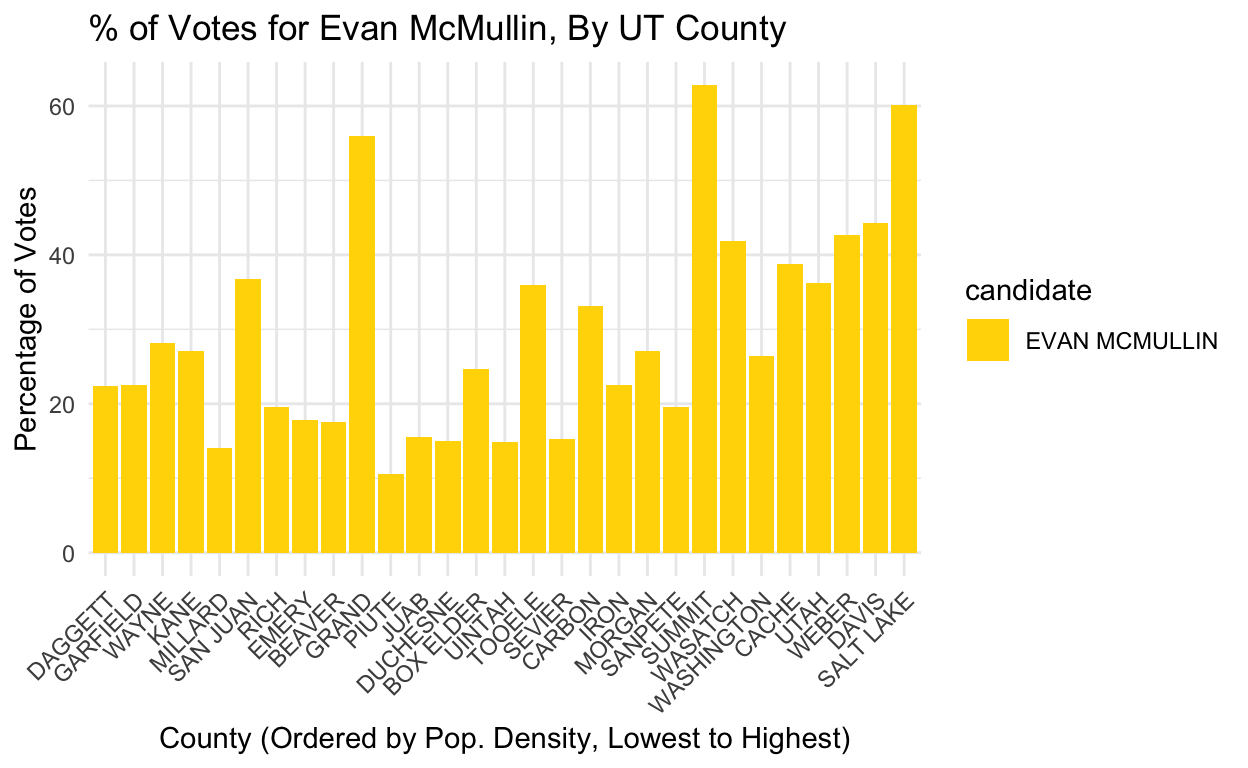 % of Votes for Evan McMullin, By UT County
Percentage of Votes
60
40
20
0
DAGGETT
GARFIELD
WAYNE
KANE
MILLARD
SAN JUAN
RICH
EMERY
BEAVER
GRAND
PIUTE
JUAB
DUCHESNE
BOX ELDER
UINTAH
TOOELE
SEVIER
CARBON
IRON
MORGAN
SANPETE
SUMMIT
WASATCH
WASHINGTON
CACHE
UTAH
WEBER
DAVIS
SALT LAKE
County (Ordered by Pop. Density, Lowest to Highest)
candidate
EVAN MCMULLIN